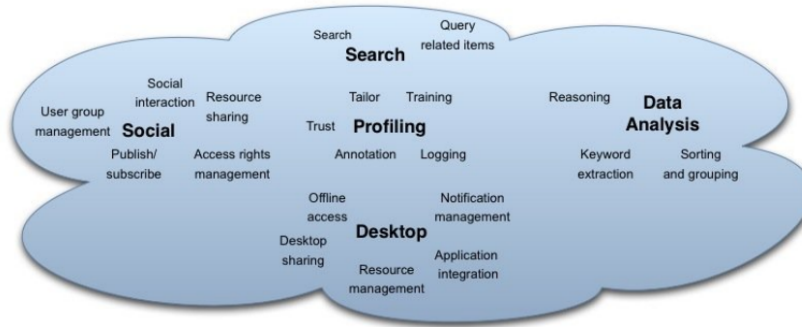 Search
Query
related items
Search
Social
interaction
Resource
sharing
User group
management
Social
Publish/
subscribe
Access rights
management
Tailor
Training
Trust
Profiling
Annotation
Logging
Reasoning
Data
Analysis
Keyword
extraction
Sorting
and grouping
Offline
access
Notification
management
Desktop
Desktop
sharing
Resource
management
Application
integration